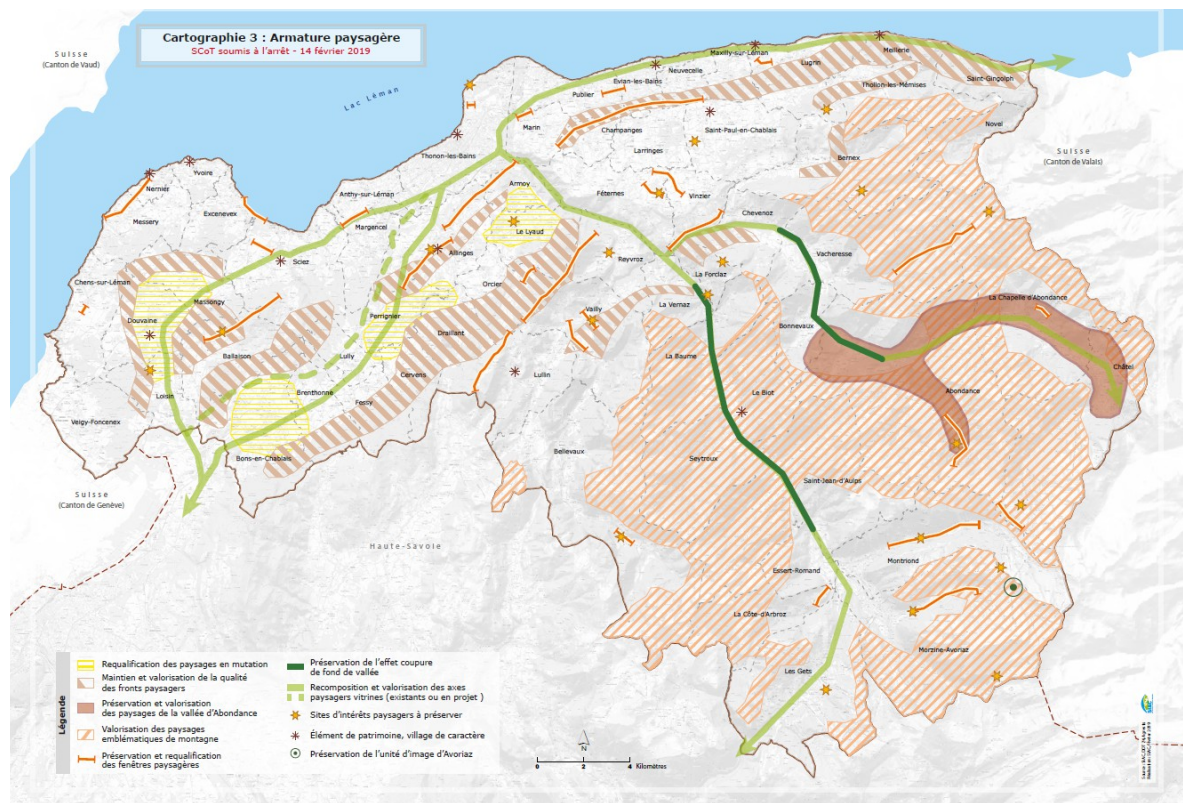 Cartographie 3 : Armature paysagère
SCoT soumis à l'arrêt - 14 février 2019
Suisse
(Canton de Vaud)
Lac Léman
Suisse
(Canton de Valais)
Suisse
(Canton de Genève)
Haute-Savoie
Meillerie
Maxilly-sur-Léman
Lugrin
Saint-Gingolph
Neuvecelle
Evian-les-Bains
Thollon-les-Mémises
Publier
Marin
Champanges
Saint-Paul-en-Chablais
Novel
Larringes
Bernex
Thonon-les-Bains
Yvoire
Nernier
Messery
Excenevex
Anthy-sur-Léman
Margencel
Armoy
Le Lyaud
Féternes
Vinzier
Chevenoz
Vacheresse
Sciez
Allinges
Orcier
Reyvroz
La Forclaz
Chens-sur-Léman
Massongy
Douvaine
Perrignier
Draillant
Vailly
La Vernaz
La Chapelle d'Abondance
Bonnevaux
Ballaison
Lully
Cervens
Lullin
La Baume
Châtel
Loisin
Brenthonne
Fessy
Le Biot
Abondance
Veigy-Foncenex
Bons-en-Chablais
Bellevaux
Seytroux
Saint-Jean-d'Aulps
Essert-Romand
Montriond
La Côte-d'Arbroz
Morzine-Avoriaz
Les Gets
Légende
Requalification des paysages en mutation
Maintien et valorisation de la qualité
des fronts paysagers
Préservation et valorisation
des paysages de la vallée d'Abondance
Valorisation des paysages
emblématiques de montagne
Préservation et requalification
des fenêtres paysagères
Préservation de l'effet coupure
de fond de vallée
Recomposition et valorisation des axes
paysagers vitrines (existants ou en projet )
Sites d'intérêts paysagers à préserver
Élément de patrimoine, village de caractère
Préservation de l'unité d'image d'Avoriaz
N
0 2 4 Kilomètres